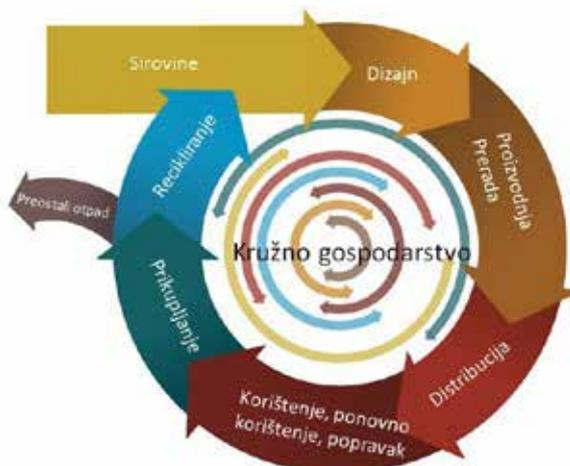 Sirovine
Dizajn
Proizvodnja
Prerada
Distribucija
Korištenje, ponovno
korištenje, popravak
Prikupljanje
Preostali otpad
Recikliranje
Kružno gospodarstvo